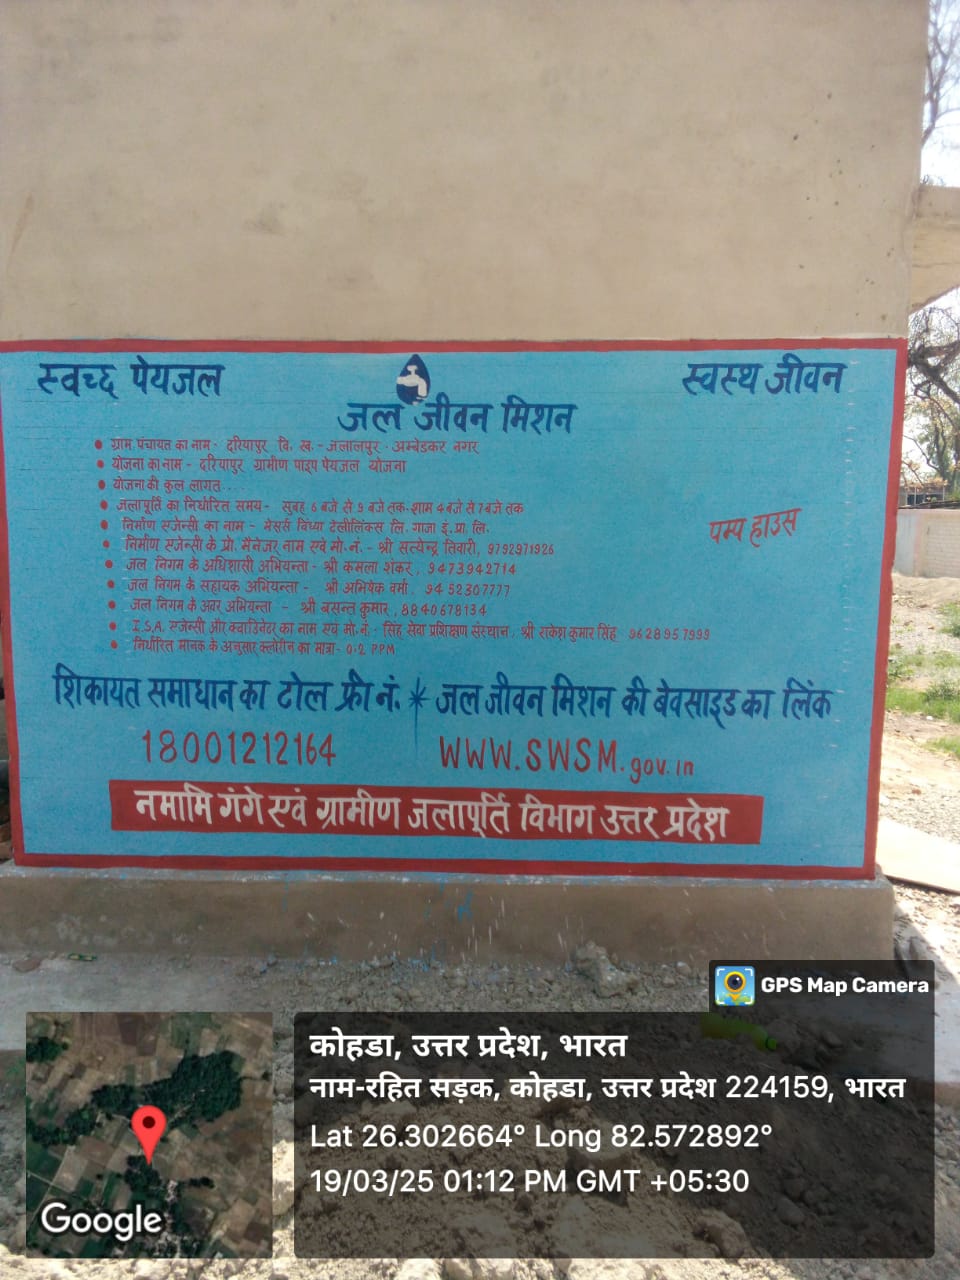 स्वच्छ पेयजल
स्वस्थ जीवन
जल जीवन मिशन
ग्राम पंचायत का नाम - दरियापुर वि. ख.- जलालपुर - अम्बेडकर नगर
योजना का नाम - दरियापुर ग्रामीण पाइप पेयजल योजना
योजना की कुल लागत....
जलापूर्ति का निर्धारित समय- सुबह 6 बजे से 9 बजे तक-शाम 4 बजे से 7 बजे तक
निर्माण एजेन्सी का नाम - मेसर्स विंध्या टेलीलिंक्स लि. गाजा इं. प्रा. लि.
निर्माण एजेन्सी के प्रो. मैनेजर नाम एवं मो. नं. - श्री सत्येन्द्र तिवारी, 9792971926
जल निगम के अधिशासी अभियन्ता - श्री कमला शंकर, 9473942714
जल निगम के सहायक अभियन्ता - श्री अभिषेक वर्मा, 9452307777
जल निगम के अवर अभियन्ता - श्री बसन्त कुमार, 8840678134
I.S.A. एजेन्सी और क्वाडिनेटर का नाम एवं मो. नं.- सिंह सेवा प्रशिक्षण संस्थान. श्री राकेश कुमार सिंह 9628957999
निर्धारित मानक के अनुसार क्लोरीन का मात्रा- 0.2 PPM
पम्प हाउस
शिकायत समाधान का टोल फ्री नं. * जल जीवन मिशन की बेवसाइड का लिंक
18001212164 WWW.SWSM.gov.in
नमामि गंगे एवं ग्रामीण जलापूर्ति विभाग उत्तर प्रदेश
GPS Map Camera
कोहडा, उत्तर प्रदेश, भारत
नाम-रहित सड़क, कोहडा, उत्तर प्रदेश 224159, भारत
Lat 26.302664° Long 82.572892°
19/03/25 01:12 PM GMT +05:30
Google